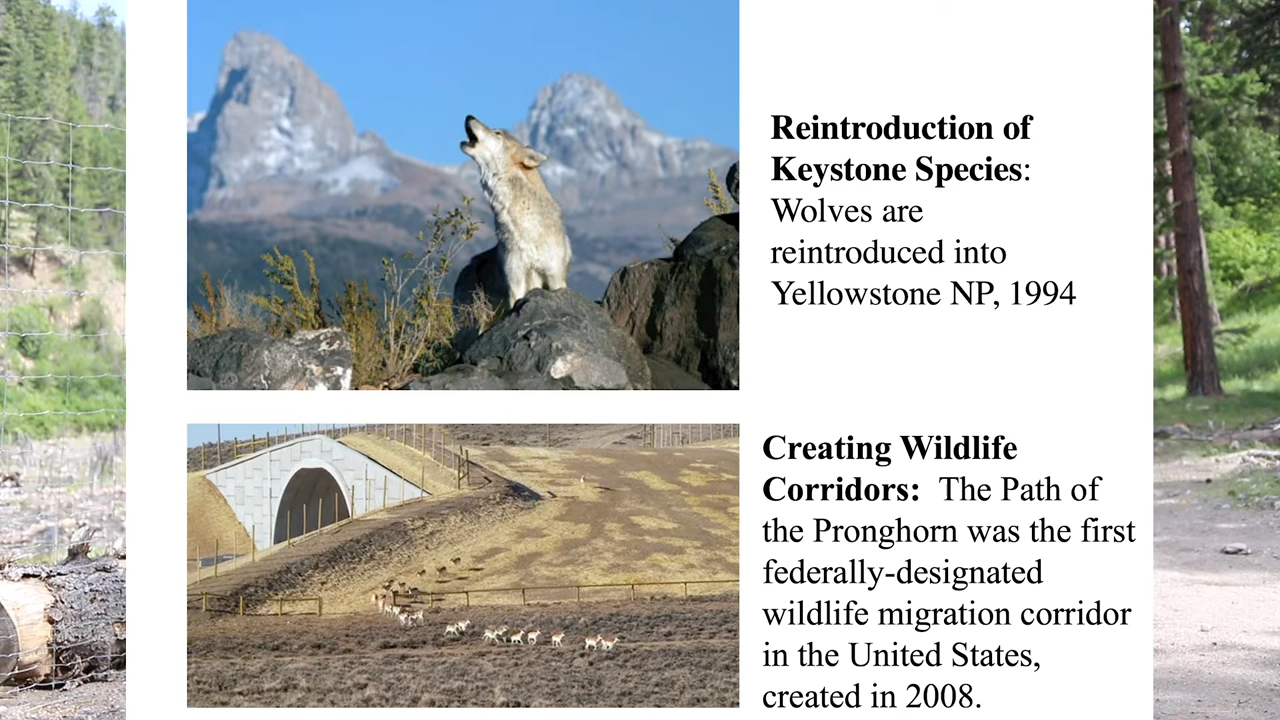 Reintroduction of
Keystone Species:
Wolves are
reintroduced into
Yellowstone NP, 1994
Creating Wildlife
Corridors: The Path of
the Pronghorn was the first
federally-designated
wildlife migration corridor
in the United States,
created in 2008.